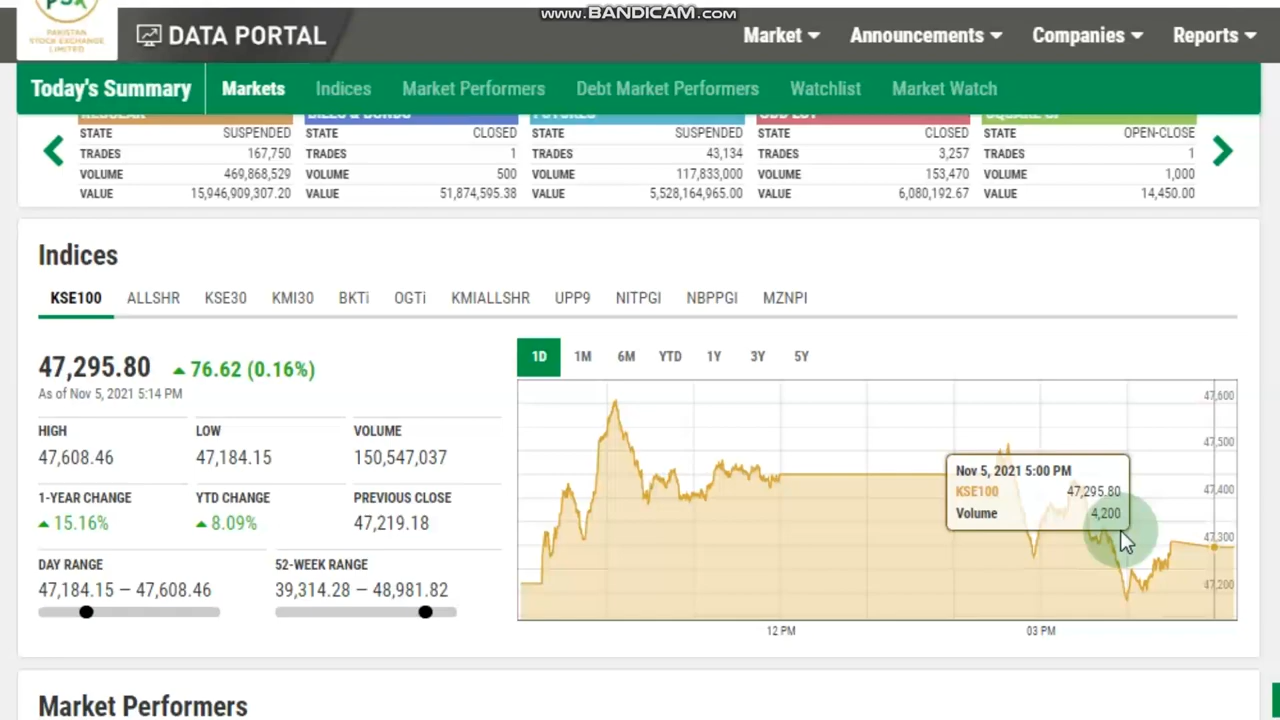 www.BANDICAM.com
PAKISTAN
STOCK EXCHANGE
LIMITED
DATA PORTAL
Market
Announcements
Companies
Reports
Today's Summary
Markets
Indices
Market Performers
Debt Market Performers
Watchlist
Market Watch
STATE SUSPENDED
TRADES 167,750
VOLUME 469,868,529
VALUE 15,946,909,307.20
STATE CLOSED
TRADES 1
VOLUME 500
VALUE 51,874,595.38
STATE SUSPENDED
TRADES 43,134
VOLUME 117,833,000
VALUE 5,528,164,965.00
STATE CLOSED
TRADES 3,257
VOLUME 153,470
VALUE 6,080,192.67
STATE OPEN-CLOSE
TRADES 1
VOLUME 1,000
VALUE 14,450.00
Indices
KSE100 ALLSHR KSE30 KMI30 BKTi OGTi KMIALLSHR UPP9 NITPGI NBPPGI MZNPI
47,295.80 76.62 (0.16%)
As of Nov 5, 2021 5:14 PM
HIGH LOW VOLUME
47,608.46 47,184.15 150,547,037
1-YEAR CHANGE YTD CHANGE PREVIOUS CLOSE
15.16% 8.09% 47,219.18
DAY RANGE 52-WEEK RANGE
47,184.15 – 47,608.46 39,314.28 – 48,981.82
1D 1M 6M YTD 1Y 3Y 5Y
47,600
47,500
47,400
47,300
47,200
Nov 5, 2021 5:00 PM
KSE100 47,295.80
Volume 4,200
12 PM 03 PM
Market Performers